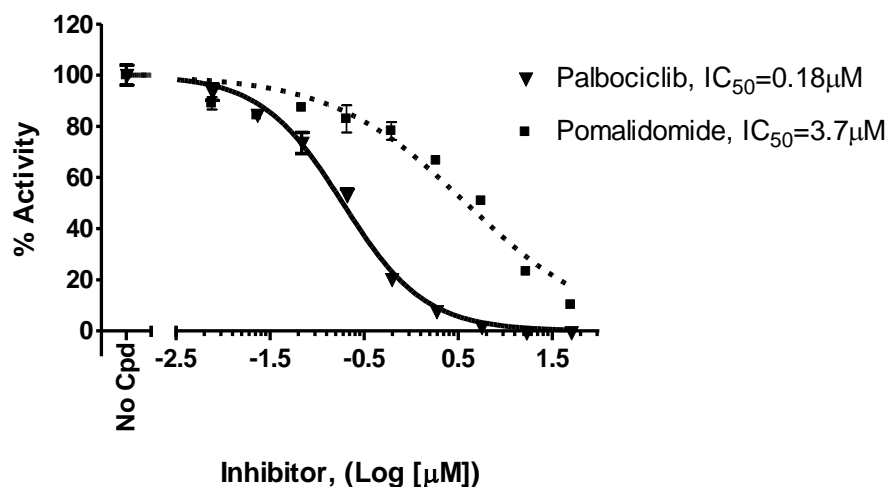 120
100
80
60
40
20
0
% Activity
No Cpd
-2.5
-1.5
-0.5
0.5
1.5
Inhibitor, (Log [μM])
Palbociclib, IC50=0.18μM
Pomalidomide, IC50=3.7μM